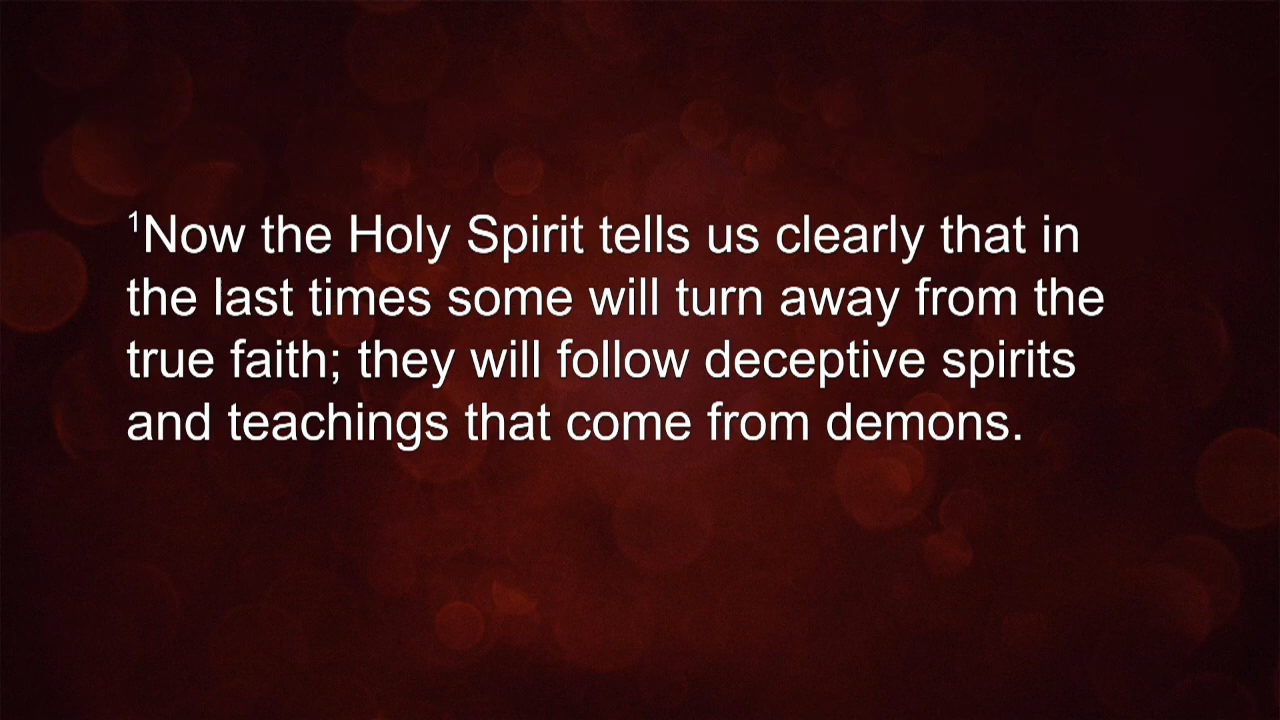 ¹Now the Holy Spirit tells us clearly that in
the last times some will turn away from the
true faith; they will follow deceptive spirits
and teachings that come from demons.